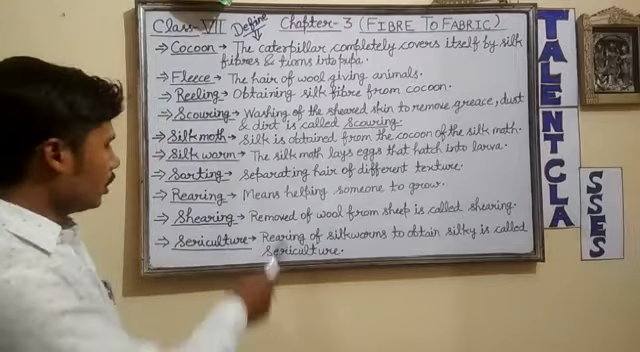 Class-VII Define Chapter-3 (FIBRE To FABRIC)
→ Cocoon → The caterpillar completely covers itself by silk
fibres & turns into pupa.
→ Fleece → The hair of wool giving animals.
→ Reeling → Obtaining silk fibre from cocoon.
→ Scouring → Washing of the sheared skin to remove greace, dust
& dirt is called Scouring.
→ Silkmoth → Silk is obtained from the cocoon of the silk moth.
→ Silk worm → The silk moth lays eggs that hatch into larva.
→ Sorting → Separating hair of different texture.
→ Rearing → Means helping someone to grow.
→ Shearing → Removed of wool from sheep is called shearing.
→ Sericulture → Rearing of silkworms to obtain silky is called
sericulture.
TALENT CLA
SSES